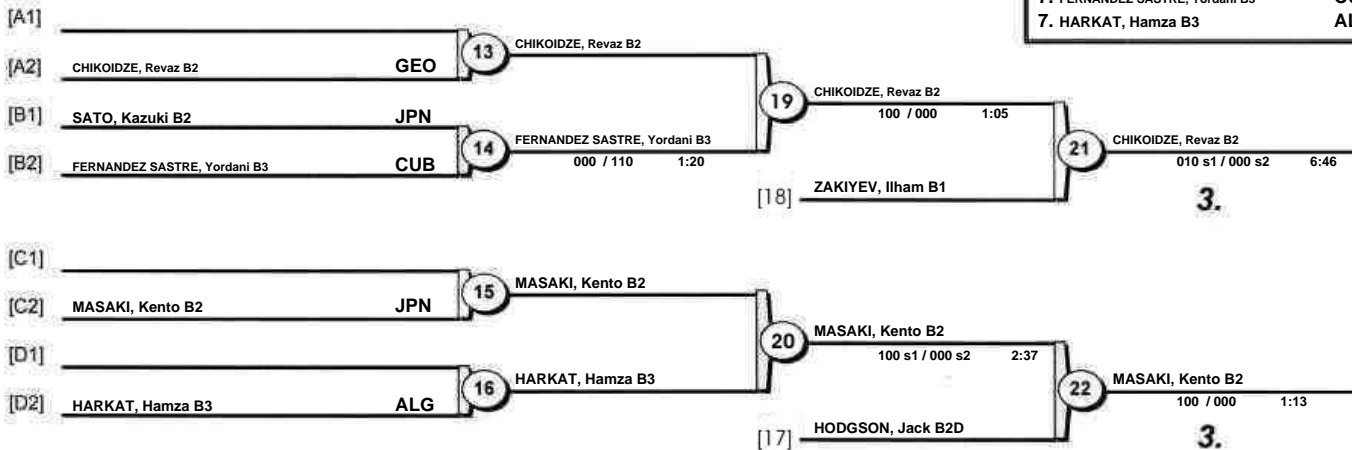 7. HARKAT, Hamza B3
[A1]
[A2] CHIKOIDZE, Revaz B2 GEO
13 CHIKOIDZE, Revaz B2
[B1] SATO, Kazuki B2 JPN
[B2] FERNANDEZ SASTRE, Yordani B3 CUB
14 FERNANDEZ SASTRE, Yordani B3
000 / 110 1:20
19 CHIKOIDZE, Revaz B2
100 / 000 1:05
[18] ZAKIYEV, Ilham B1
21 CHIKOIDZE, Revaz B2
010 s1 / 000 s2 6:46
3.
[C1]
[C2] MASAKI, Kento B2 JPN
15 MASAKI, Kento B2
[D1]
[D2] HARKAT, Hamza B3 ALG
16 HARKAT, Hamza B3
20 MASAKI, Kento B2
100 s1 / 000 s2 2:37
[17] HODGSON, Jack B2D
22 MASAKI, Kento B2
100 / 000 1:13
3.